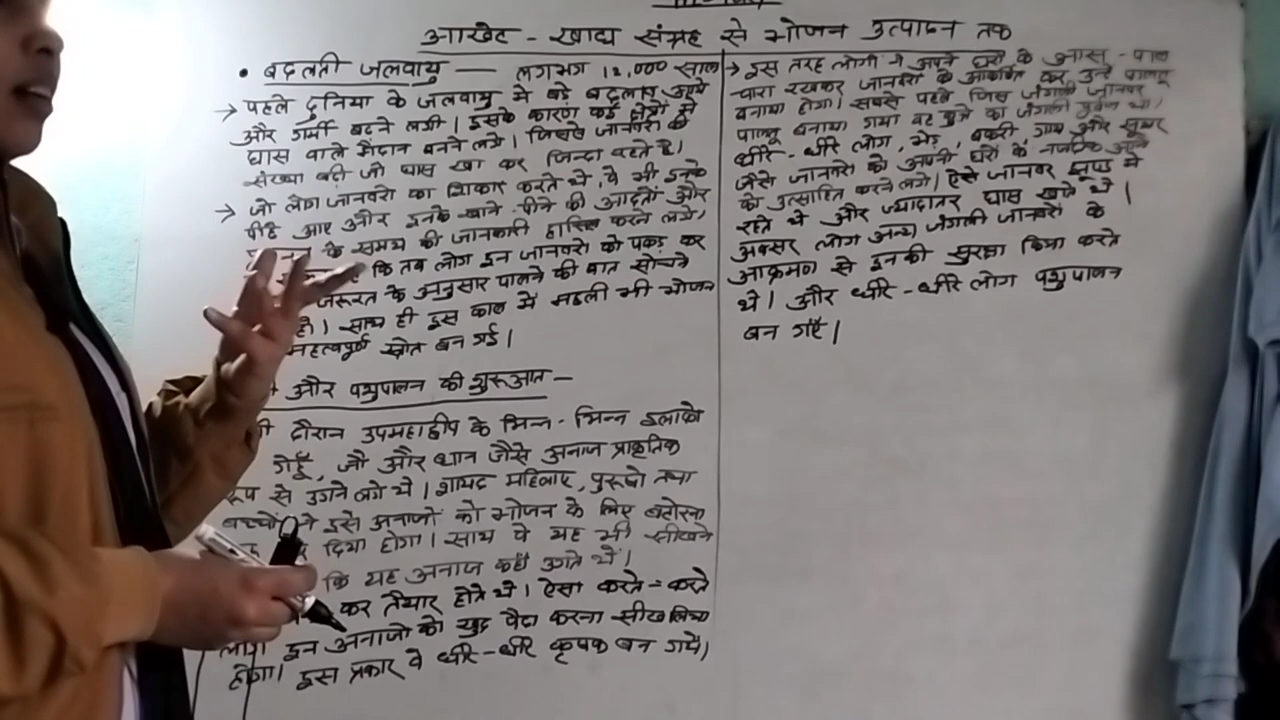 आखेट - खाद्य संग्रह से भोजन उत्पादन तक
• बदलती जलवायु — लगभग 12,000 साल
→ पहले दुनिया के जलवायु में बड़े बदलाव आये
और गर्मी बढ़ने लगी। इसके कारण कई क्षेत्रों में
घास वाले मैदान बनने लगे। जिससे जानवरों की
संख्या बढ़ी जो घास खा कर जिन्दा रहते है।
→ जो लोग जानवरों का शिकार करते थे, वे भी इनके
पीछे आए और इनके खाने-पीने की आदतों और
के समय की जानकारी हासिल करने लगे,
कि तब लोग इन जानवरों को पकड़ कर
जरूरत के अनुसार पालने की बात सोचने
हो। साथ ही इस काल में मछली भी भोजन
महत्वपूर्ण स्रोत बन गई।
और पशुपालन की शुरूआत —
दौरान उपमहाद्वीप के भिन्न-भिन्न इलाको
गेहूँ, जौ और धान जैसे अनाज प्राकृतिक
रूप से उगने लगे थे। शायद महिलाए, पुरूषो तथा
बच्चों ने इसे अनाजों को भोजन के लिए बटोरना
दिया होगा। साथ वे यह भी सीखने
कि यह अनाज कहाँ उगते थे।
कर तैयार होते थे। ऐसा करते-करते
इन अनाजो को खुद पैदा करना सीख लिया
होगा। इस प्रकार वे धीरे-धीरे कृषक बन गये,
→ इस तरह लोगो ने अपने घरों के आस-पास
चारा रखकर जानवरों को आकर्षित कर उन्हे पालतू
बनाया होगा। सबसे पहले जिस जंगली जानवर
पालतू बनाया गया वह कुत्ते का जंगली पूर्वज था।
धीरे-धीरे लोग, भेड़, बकरी गाय और सूअर
जैसे जानवरो को अपनी घरों के नजदीक आने
को उत्साहित करने लगे। ऐसे जानवर झुण्ड में
रहते थे और ज्यादातर घास खाते थे।
अक्सर लोग अन्य जंगली जानवरों के
आक्रमण से इनकी सुरक्षा किया करते
थे। और धीरे-धीरे लोग पशुपालन
बन गएँ।